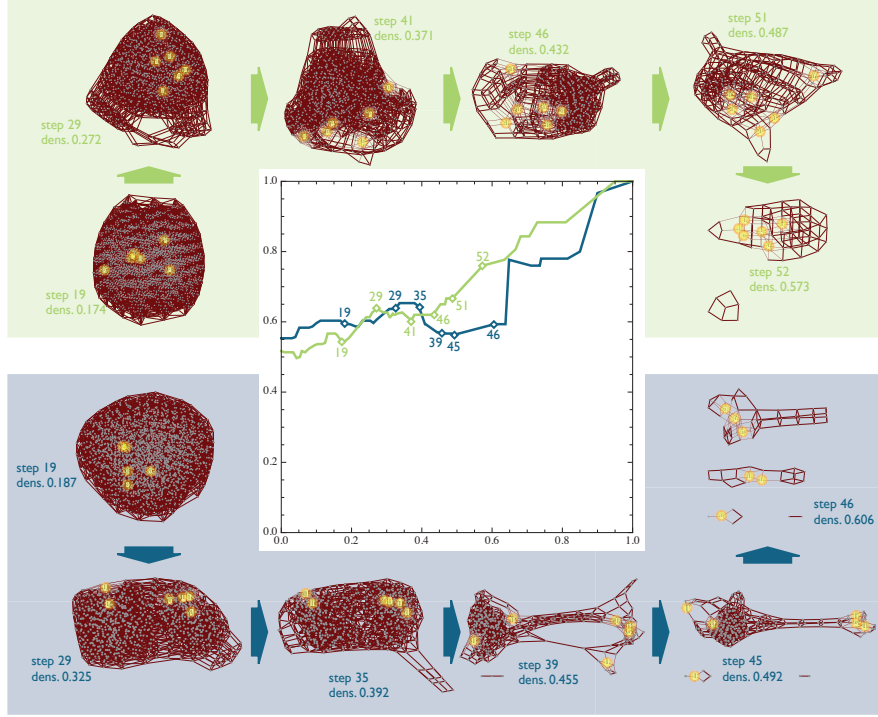 step 41
dens. 0.371
step 46
dens. 0.432
step 51
dens. 0.487
step 29
dens. 0.272
step 19
dens. 0.174
step 52
dens. 0.573
1.0
0.8
0.6
0.4
0.2
0.0
0.0 0.2 0.4 0.6 0.8 1.0
19 29 41 46 51 52
19 29 35 39 45 46
step 19
dens. 0.187
step 46
dens. 0.606
step 29
dens. 0.325
step 35
dens. 0.392
step 39
dens. 0.455
step 45
dens. 0.492